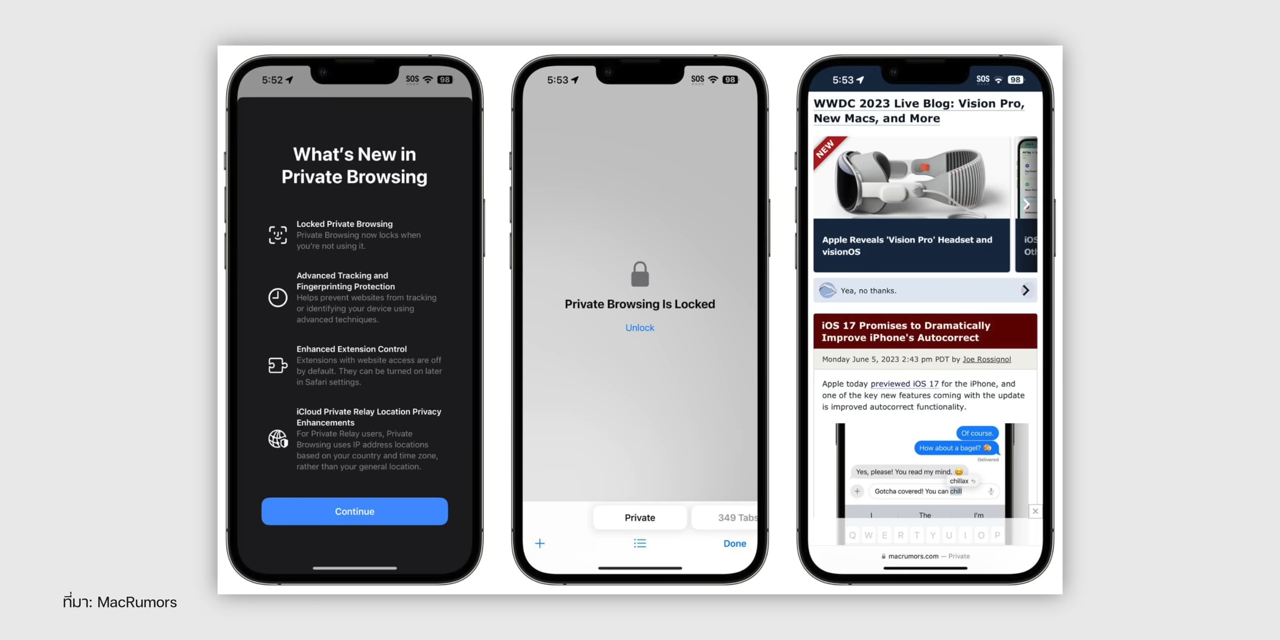 5:52
SOS
98
What's New in
Private Browsing
Locked Private Browsing
Private Browsing now locks when
you're not using it.
Advanced Tracking and
Fingerprinting Protection
Helps prevent websites from tracking
or identifying your device using
advanced techniques.
Enhanced Extension Control
Extensions with website access are off
by default. They can be turned on later
in Safari settings.
iCloud Private Relay Location Privacy
Enhancements
For Private Relay users, Private
Browsing uses IP address locations
based on your country and time zone,
rather than your general location.
Continue
5:53
SOS
98
Private Browsing Is Locked
Unlock
Private
349 Tabs
Done
5:53
SOS
98
WWDC 2023 Live Blog: Vision Pro,
New Macs, and More
NEW
Apple Reveals 'Vision Pro' Headset and
visionOS
iOS
Yea, no thanks.
iOS 17 Promises to Dramatically
Improve iPhone's Autocorrect
Monday June 5, 2023 2:43 pm PDT by Joe Rossignol
Apple today previewed iOS 17 for the iPhone, and
one of the key new features coming with the update
is improved autocorrect functionality.
Of course.
How about a bagel? 🥯
Delivered
Yes, please! You read my mind. 😄
chillax
Gotcha covered! You can chill
I The I'm
Q W E R T Y U I O P
macrumors.com — Private
ที่มา: MacRumors